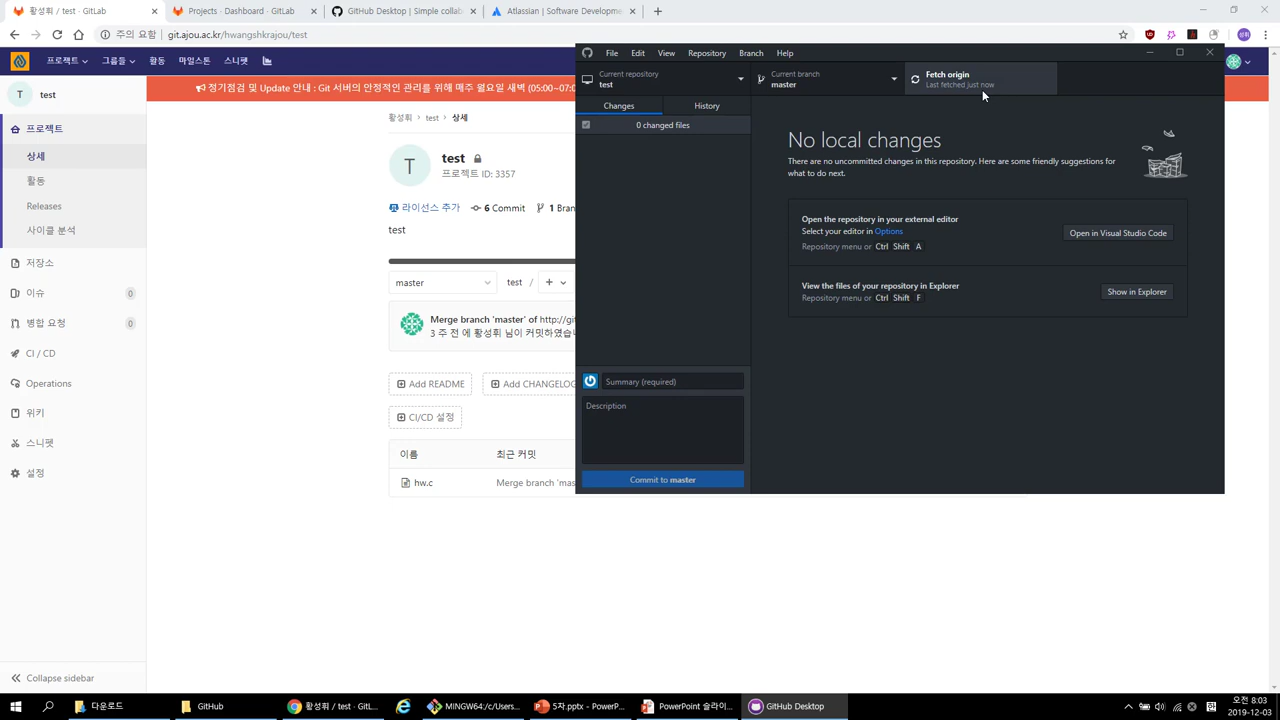 활성휘 / test · GitLab
Projects · Dashboard · GitLab
GitHub Desktop | Simple collab
Atlassian | Software Developme
주의 요함 | git.ajou.ac.kr/hwangshkrajou/test
프로젝트
그룹들
활동
마일스톤
스니펫
정기점검 및 Update 안내 : Git 서버의 안정적인 관리를 위해 매주 월요일 새벽 (05:00~07:0
T test
프로젝트
상세
활동
Releases
사이클 분석
저장소
이슈 0
병합 요청 0
CI / CD
Operations
위키
스니펫
설정
Collapse sidebar
황성휘 › test › 상세
T
test
프로젝트 ID: 3357
라이선스 추가
6 Commit
1 Bran
test
master
test / +
Merge branch 'master' of http://gi
3 주 전 에 황성휘 님이 커밋하였습니
Add README
Add CHANGELOG
CI/CD 설정
이름 최근 커밋
hw.c Merge branch 'mas
File Edit View Repository Branch Help
Current repository
test
Current branch
master
Fetch origin
Last fetched just now
Changes History
0 changed files
Summary (required)
Description
Commit to master
No local changes
There are no uncommitted changes in this repository. Here are some friendly suggestions for
what to do next.
Open the repository in your external editor
Select your editor in Options
Repository menu or Ctrl Shift A
Open in Visual Studio Code
View the files of your repository in Explorer
Repository menu or Ctrl Shift F
Show in Explorer
다운로드
GitHub
황성휘 / test · GitL...
MINGW64:/c/Users...
5차.pptx - PowerP...
PowerPoint 슬라이...
GitHub Desktop
오전 8:03
2019-12-03